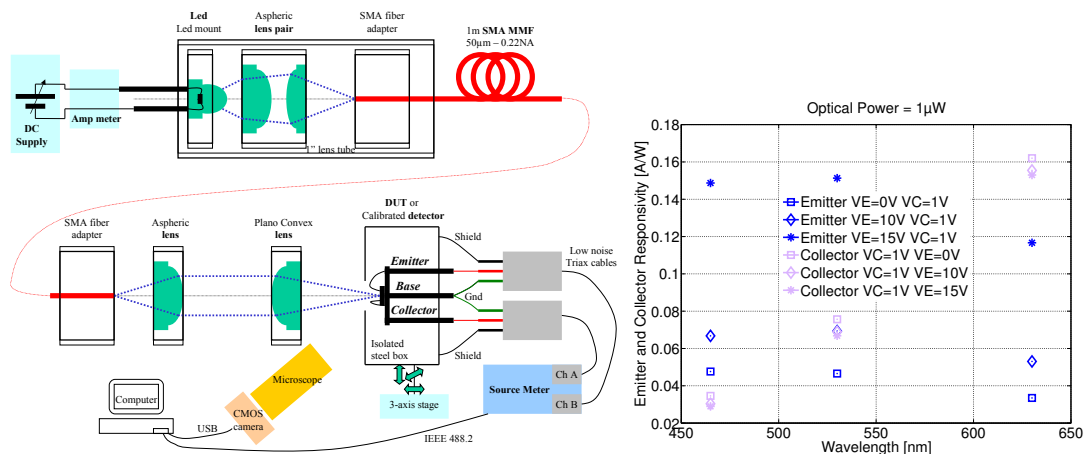 Led
Led mount
Aspheric
lens pair
SMA fiber
adapter
1m SMA MMF
50µm – 0.22NA
DC
Supply
Amp meter
1" lens tube
SMA fiber
adapter
Aspheric
lens
Plano Convex
lens
DUT or
Calibrated detector
Shield
Low noise
Triax cables
Emitter
Base
Gnd
Collector
Isolated
steel box
Shield
Microscope
3-axis stage
Source Meter
Ch A
Ch B
Computer
CMOS
camera
USB
IEEE 488.2
Optical Power = 1µW
Emitter and Collector Responsivity [A/W]
0.18
0.16
0.14
0.12
0.1
0.08
0.06
0.04
0.02
Emitter VE=0V VC=1V
Emitter VE=10V VC=1V
Emitter VE=15V VC=1V
Collector VC=1V VE=0V
Collector VC=1V VE=10V
Collector VC=1V VE=15V
450 500 550 600 650
Wavelength [nm]